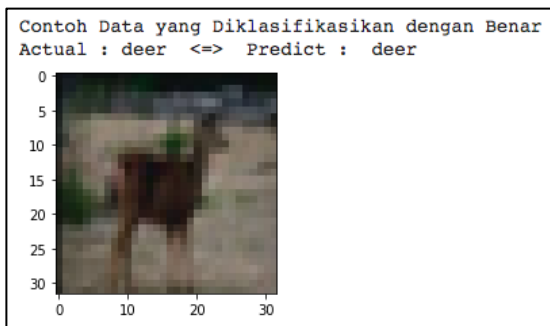 Contoh Data yang Diklasifikasikan dengan Benar
Actual : deer <=> Predict : deer
0
5
10
15
20
25
30
0 10 20 30